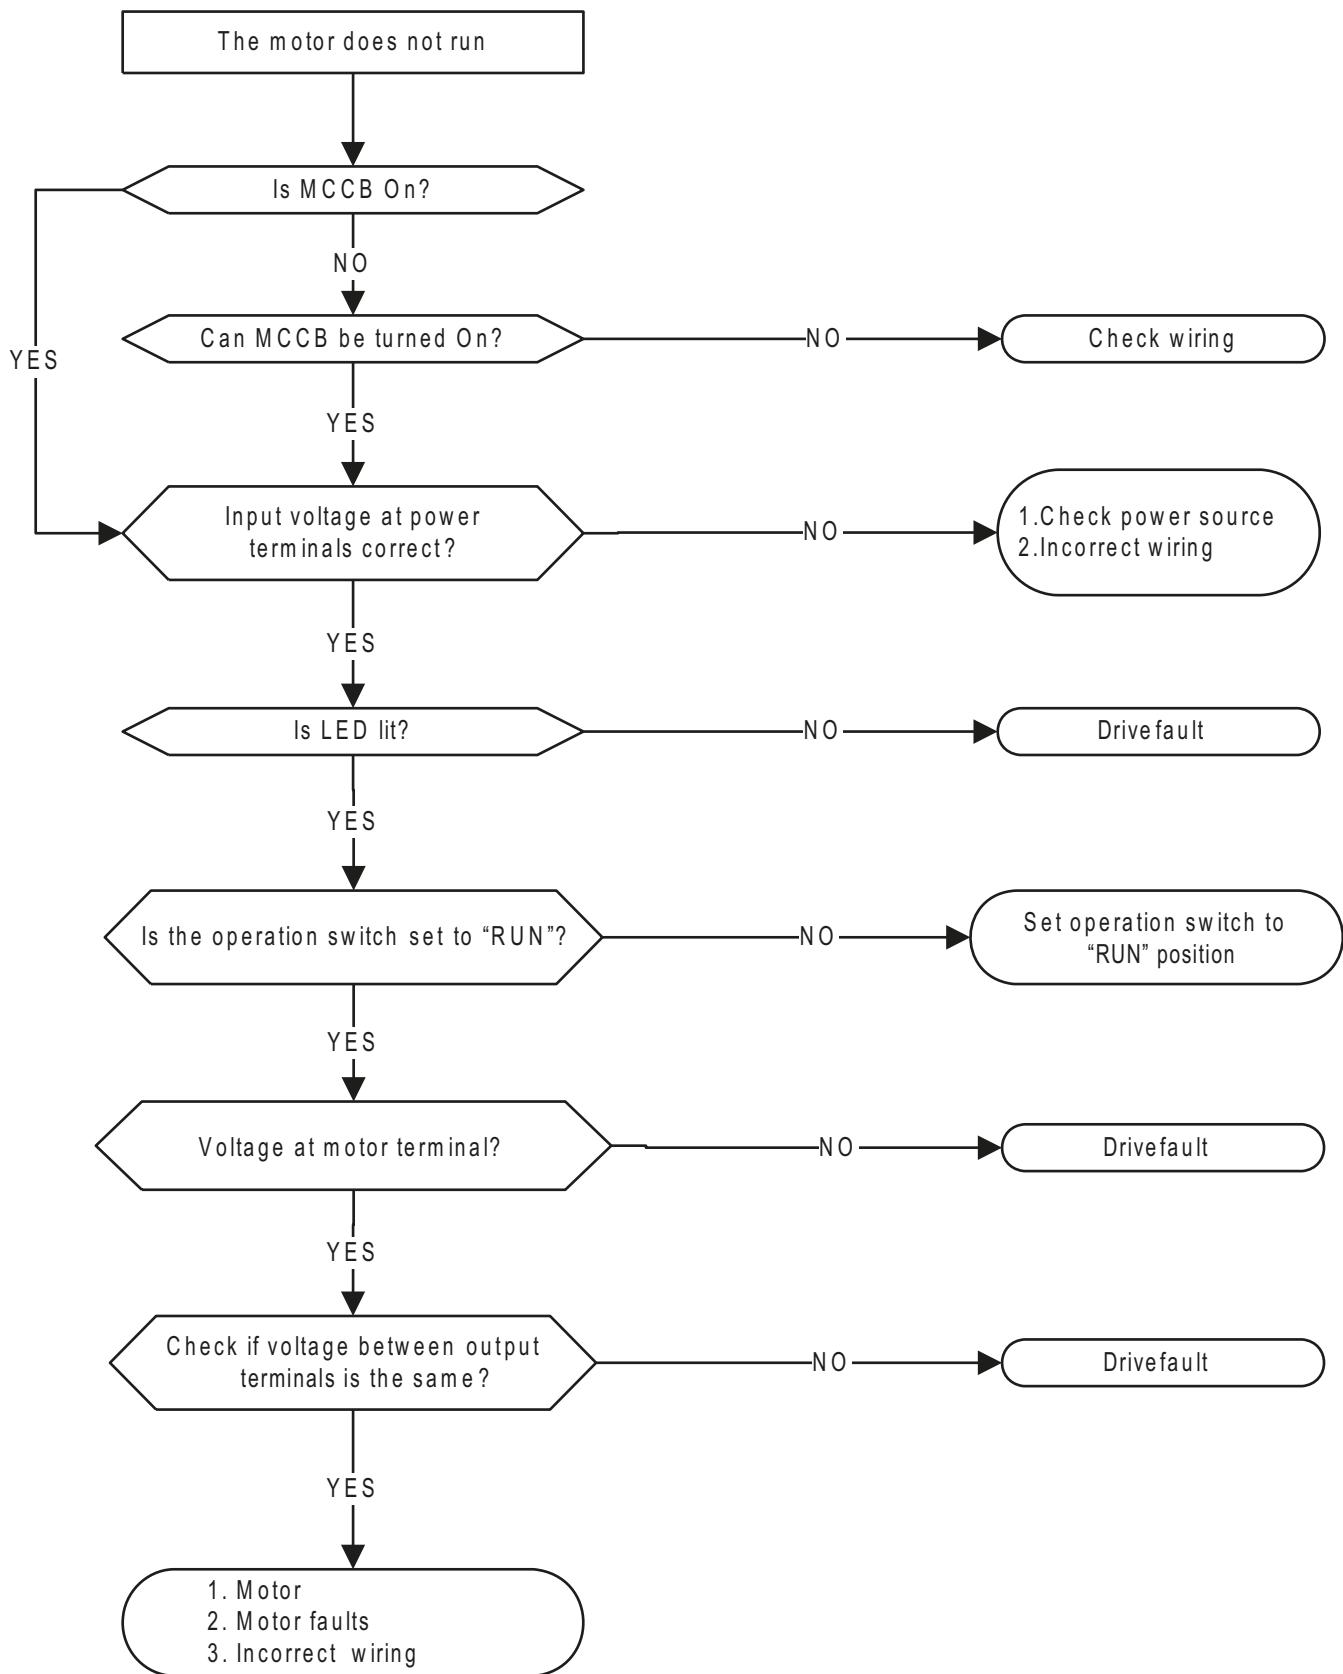 The motor does not run
Is MCCB On?
NO
Can MCCB be turned On?
NO
Check wiring
YES
YES
Input voltage at power
terminals correct?
NO
1.Check power source
2.Incorrect wiring
YES
Is LED lit?
NO
Drivefault
YES
Is the operation switch set to “RUN”?
NO
Set operation switch to
“RUN” position
YES
Voltage at motor terminal?
NO
Drivefault
YES
Check if voltage between output
terminals is the same?
NO
Drivefault
YES
1. Motor
2. Motor faults
3. Incorrect wiring